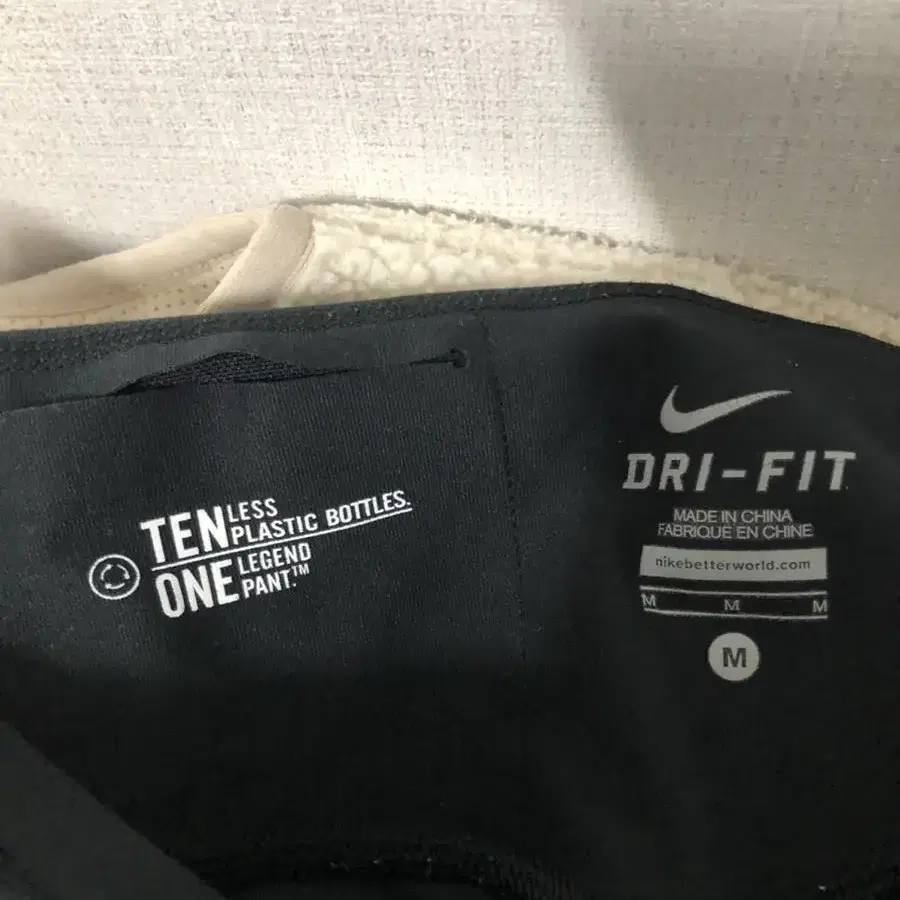 TEN LESS
PLASTIC BOTTLES.
ONE LEGEND
PANT.™
DRI-FIT
MADE IN CHINA
FABRIQUE EN CHINE
nikebetterworld.com
M M M
M